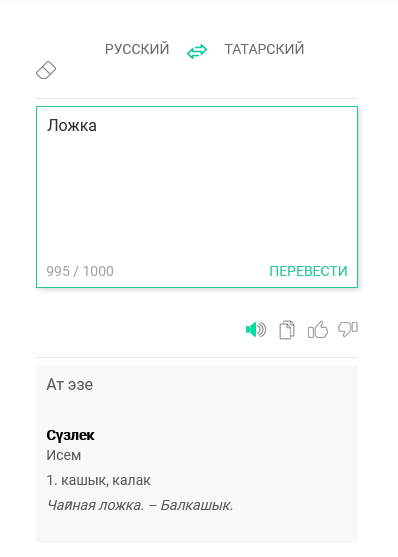 РУССКИЙ ТАТАРСКИЙ
Ложка
995 / 1000 ПЕРЕВЕСТИ
Ат эзе
Сүзлек
Исем
1. кашык, калак
Чайная ложка. – Балкашык.